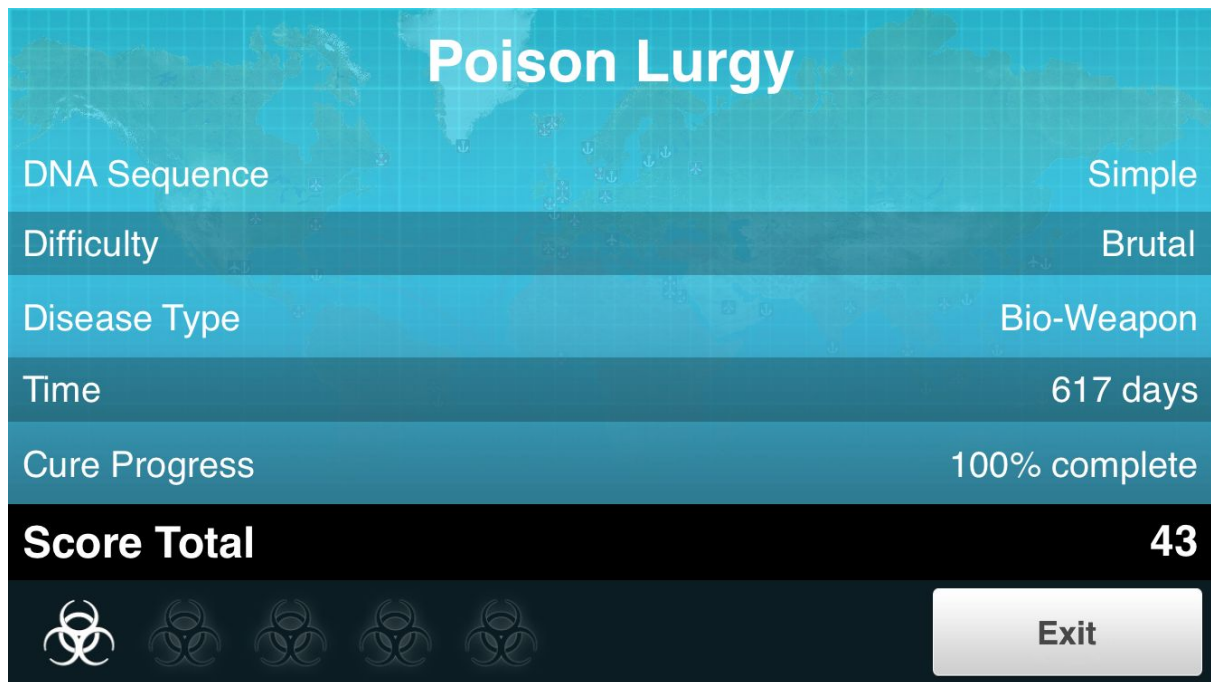 Poison Lurgy
DNA Sequence Simple
Difficulty Brutal
Disease Type Bio-Weapon
Time 617 days
Cure Progress 100% complete
Score Total 43
Exit